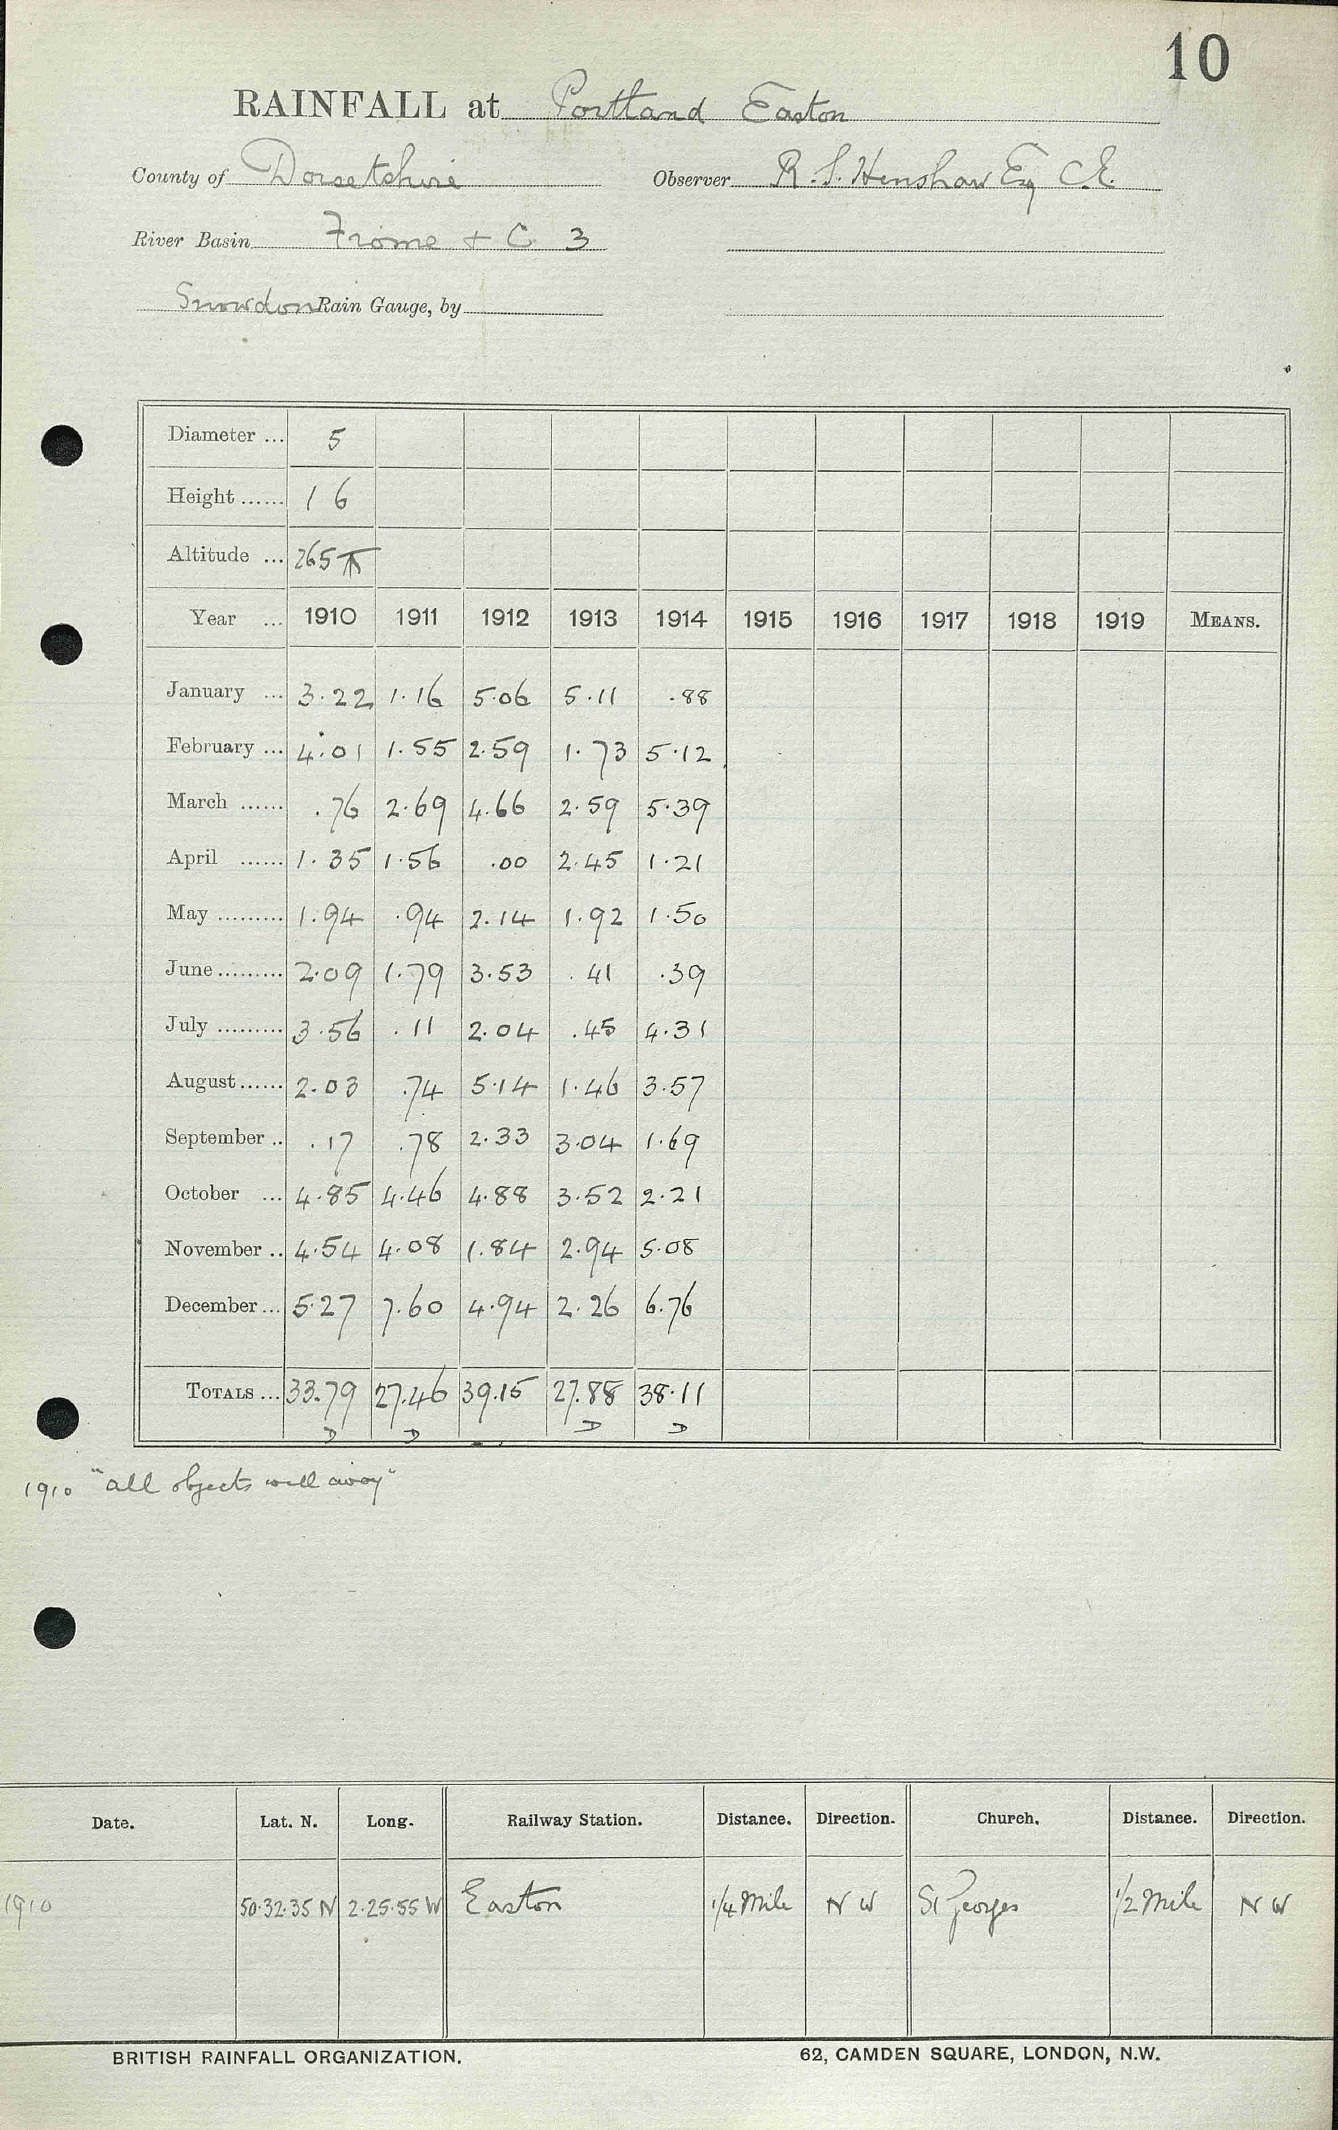 10
RAINFALL at Portland Easton
County of Dorsetshire Observer R. S. Henshaw Esq C.E.
River Basin Frome + C 3
Snowdon Rain Gauge, by
Diameter ... 5
Height ...... 1 6
Altitude ... 265
Year ... 1910 1911 1912 1913 1914 1915 1916 1917 1918 1919 MEANS.
January ... 3.22 1.16 5.06 5.11 .88
February ... 4.01 1.55 2.59 1.73 5.12
March ...... .76 2.69 4.66 2.59 5.39
April ...... 1.35 1.56 .00 2.45 1.21
May ......... 1.94 .94 2.14 1.92 1.50
June ......... 2.09 1.79 3.53 .41 .39
July ......... 3.56 .11 2.04 .45 4.31
August ...... 2.03 .74 5.14 1.46 3.57
September .. .17 .78 2.33 3.04 1.69
October ... 4.85 4.46 4.88 3.52 2.21
November .. 4.54 4.08 1.84 2.94 5.08
December ... 5.27 7.60 4.94 2.26 6.76
TOTALS ... 33.79 27.46 39.15 27.88 38.11
D D D D
1910 "all objects well away"
Date. Lat. N. Long. Railway Station. Distance. Direction. Church. Distance. Direction.
1910 50.32.35 N 2.25.55 W Easton 1/4 Mile N W St Georges 1/2 Mile N W
BRITISH RAINFALL ORGANIZATION. 62, CAMDEN SQUARE, LONDON, N.W.